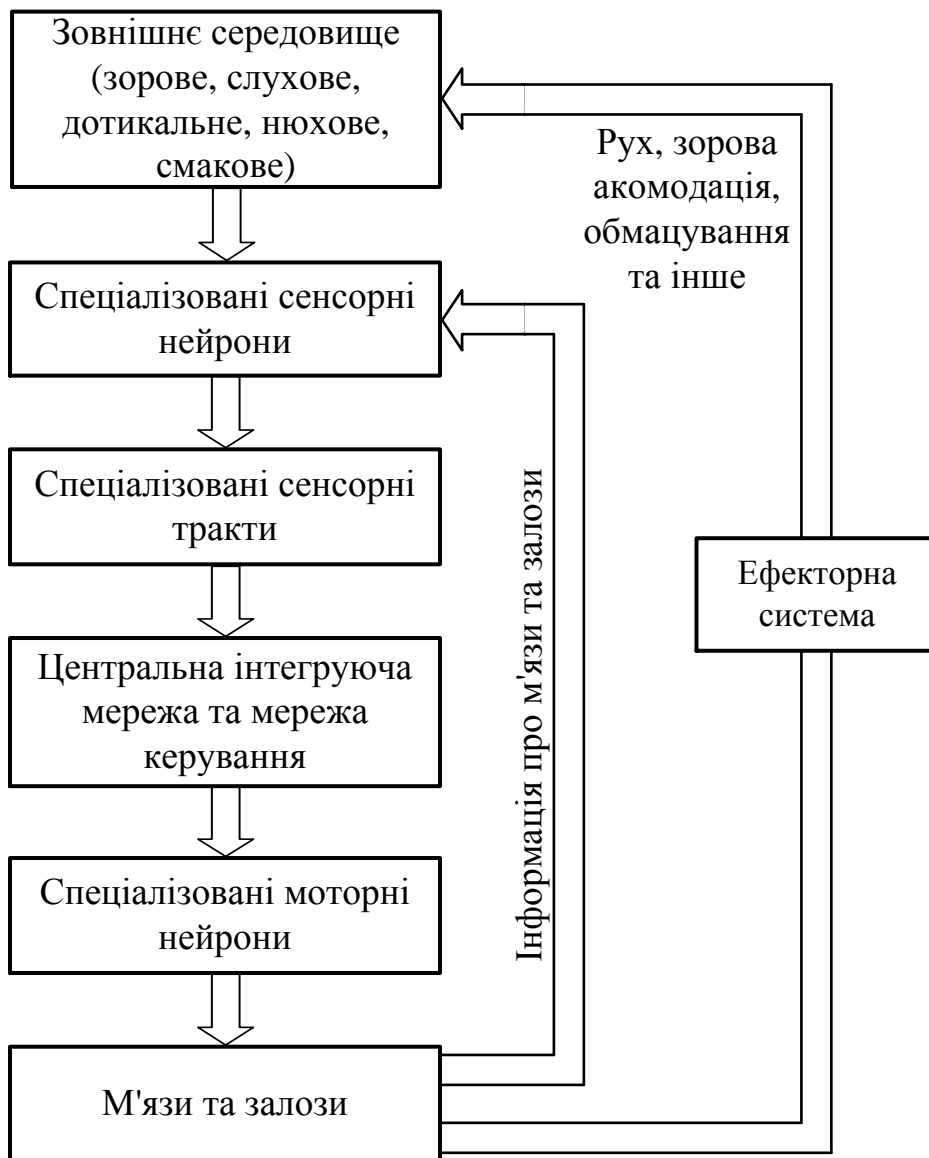 Зовнішнє середовище
(зорове, слухове,
дотикальне, нюхове,
смакове)
Рух, зорова
акомодація,
обмацування
та інше
Спеціалізовані сенсорні
нейрони
Спеціалізовані сенсорні
тракти
Інформація про м'язи та залози
Ефекторна
система
Центральна інтегруюча
мережа та мережа
керування
Спеціалізовані моторні
нейрони
М'язи та залози